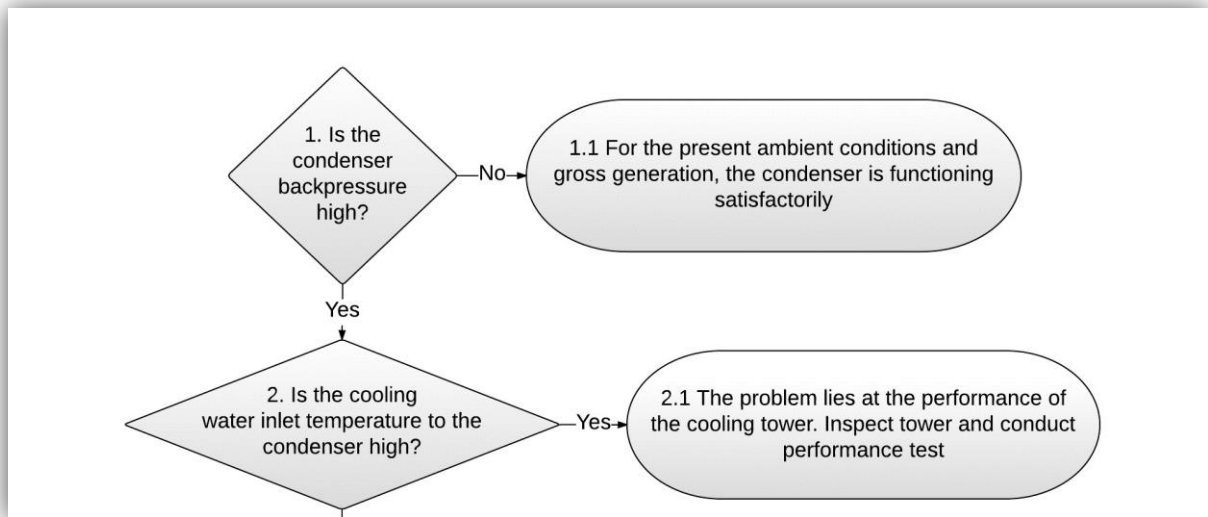 1. Is the
condenser
backpressure
high?
No
1.1 For the present ambient conditions and
gross generation, the condenser is functioning
satisfactorily
Yes
2. Is the cooling
water inlet temperature to the
condenser high?
Yes
2.1 The problem lies at the performance of
the cooling tower. Inspect tower and conduct
performance test